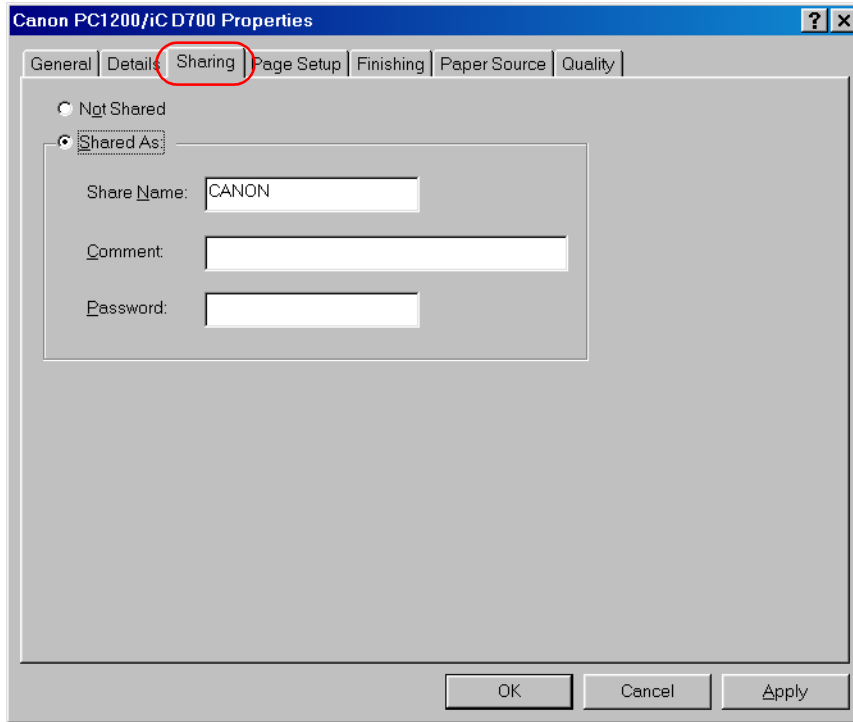 Canon PC1200/iC D700 Properties
General Details Sharing Page Setup Finishing Paper Source Quality
Not Shared
Shared As:
Share Name: CANON
Comment:
Password:
OK Cancel Apply